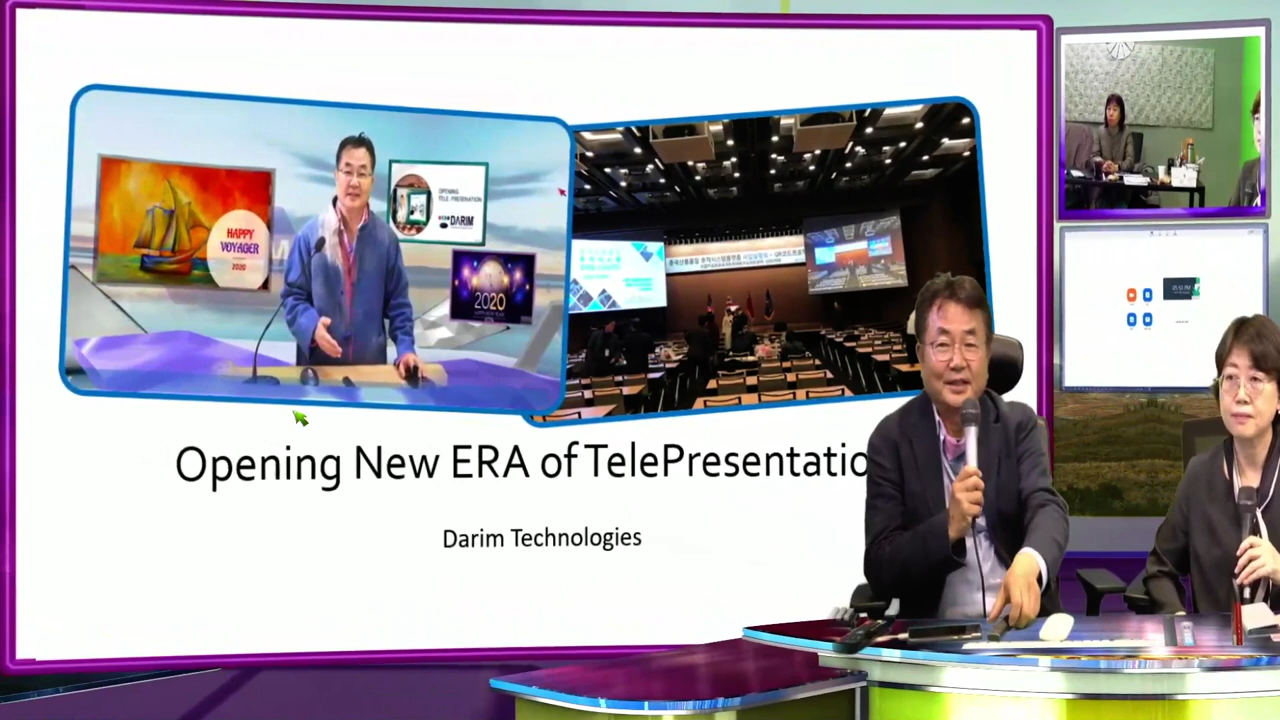 HAPPY
VOYAGER
2020
OPENING
TELE-PRESENTATION
DARIM
2020
Opening New ERA of TelePresentatio
Darim Technologies